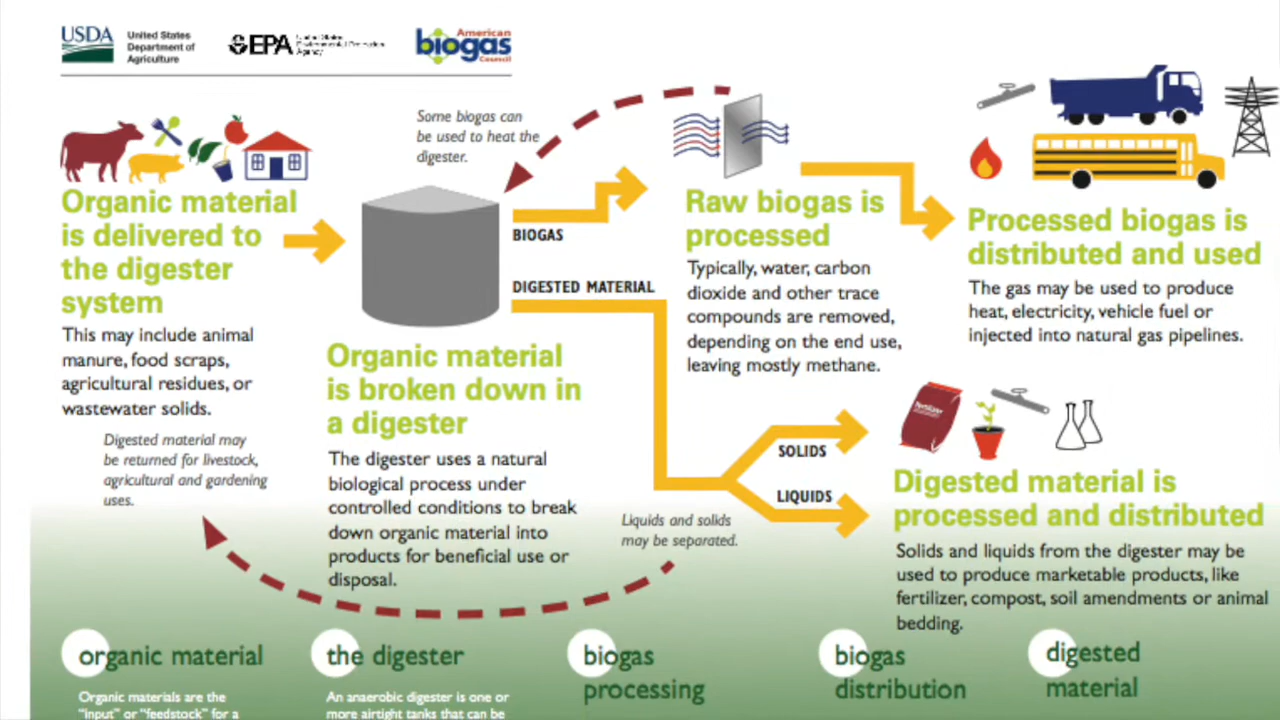 USDA
United States
Department of
Agriculture
EPA
United States
Environmental Protection
Agency
American
biogas
Council
Organic material
is delivered to
the digester
system
This may include animal
manure, food scraps,
agricultural residues, or
wastewater solids.
Digested material may
be returned for livestock,
agricultural and gardening
uses.
Some biogas can
be used to heat the
digester.
BIOGAS
DIGESTED MATERIAL
Organic material
is broken down in
a digester
The digester uses a natural
biological process under
controlled conditions to break
down organic material into
products for beneficial use or
disposal.
Raw biogas is
processed
Typically, water, carbon
dioxide and other trace
compounds are removed,
depending on the end use,
leaving mostly methane.
Processed biogas is
distributed and used
The gas may be used to produce
heat, electricity, vehicle fuel or
injected into natural gas pipelines.
SOLIDS
LIQUIDS
Liquids and solids
may be separated.
fertilizer
Digested material is
processed and distributed
Solids and liquids from the digester may be
used to produce marketable products, like
fertilizer, compost, soil amendments or animal
bedding.
organic material
Organic materials are the
“input” or “feedstock” for a
the digester
An anaerobic digester is one or
more airtight tanks that can be
biogas
processing
biogas
distribution
digested
material